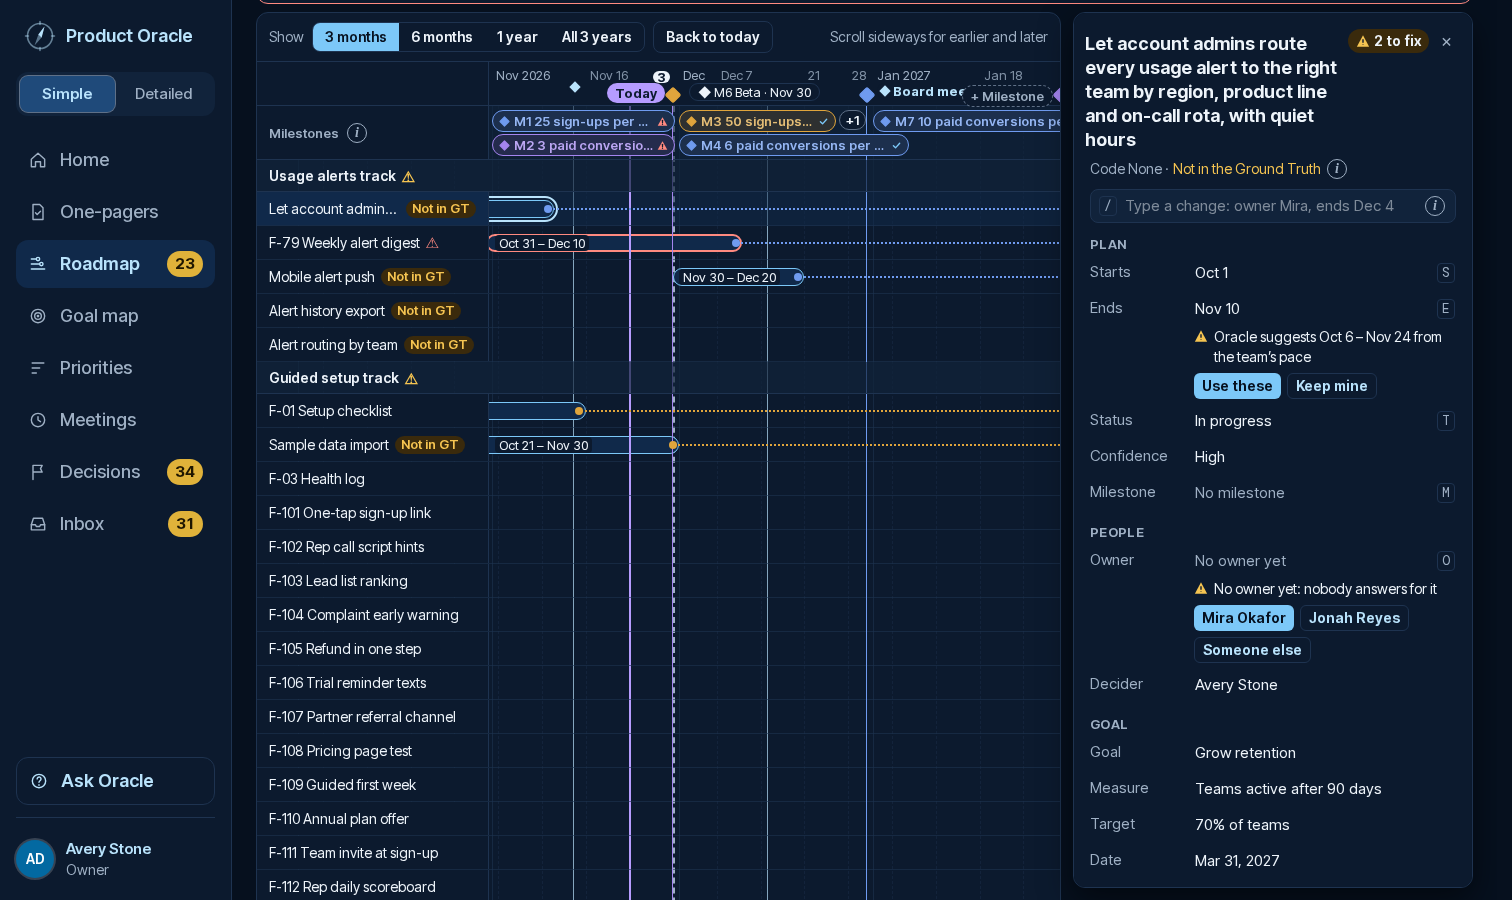 Product Oracle
Simple
Detailed
Home
One-pagers
Roadmap 23
Goal map
Priorities
Meetings
Decisions 34
Inbox 31
Ask Oracle
AD
Avery Stone
Owner
Show 3 months 6 months 1 year All 3 years Back to today Scroll sideways for earlier and later
Nov 2026 Nov 16 3 Dec Dec 7 21 28 Jan 2027 Jan 18
Today M6 Beta · Nov 30 Board mee + Milestone
Milestones i
M1 25 sign-ups per ... M3 50 sign-ups... +1 M7 10 paid conversions pe
M2 3 paid conversio... M4 6 paid conversions per ...
Usage alerts track
Let account admin... Not in GT
F-79 Weekly alert digest Oct 31 – Dec 10
Mobile alert push Not in GT Nov 30 – Dec 20
Alert history export Not in GT
Alert routing by team Not in GT
Guided setup track
F-01 Setup checklist
Sample data import Not in GT Oct 21 – Nov 30
F-03 Health log
F-101 One-tap sign-up link
F-102 Rep call script hints
F-103 Lead list ranking
F-104 Complaint early warning
F-105 Refund in one step
F-106 Trial reminder texts
F-107 Partner referral channel
F-108 Pricing page test
F-109 Guided first week
F-110 Annual plan offer
F-111 Team invite at sign-up
F-112 Rep daily scoreboard
Let account admins route
every usage alert to the right
team by region, product line
and on-call rota, with quiet
hours
2 to fix ×
Code None · Not in the Ground Truth i
/ Type a change: owner Mira, ends Dec 4 i
PLAN
Starts Oct 1 S
Ends Nov 10 E
Oracle suggests Oct 6 – Nov 24 from
the team's pace
Use these Keep mine
Status In progress T
Confidence High
Milestone No milestone M
PEOPLE
Owner No owner yet O
No owner yet: nobody answers for it
Mira Okafor Jonah Reyes
Someone else
Decider Avery Stone
GOAL
Goal Grow retention
Measure Teams active after 90 days
Target 70% of teams
Date Mar 31, 2027